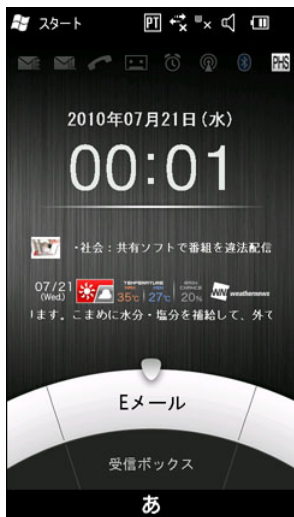 スタート PT
PHS
2010年07月21日(水)
00:01
・社会:共有ソフトで番組を違法配信
07/21 TEMPERATURE
(Wed.) 35℃ 27℃ 20% WNI weathernews
ります。こまめに水分・塩分を補給して、外で
Eメール
受信ボックス
あ